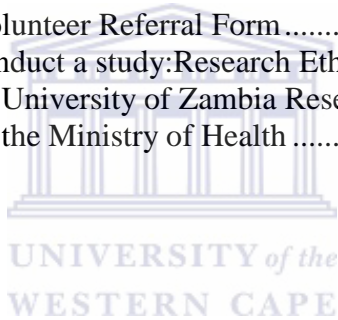 olunteer Referral Form.......
nduct a study:Research Eth
University of Zambia Rese
the Ministry of Health ......
UNIVERSITY of the
WESTERN CAPE